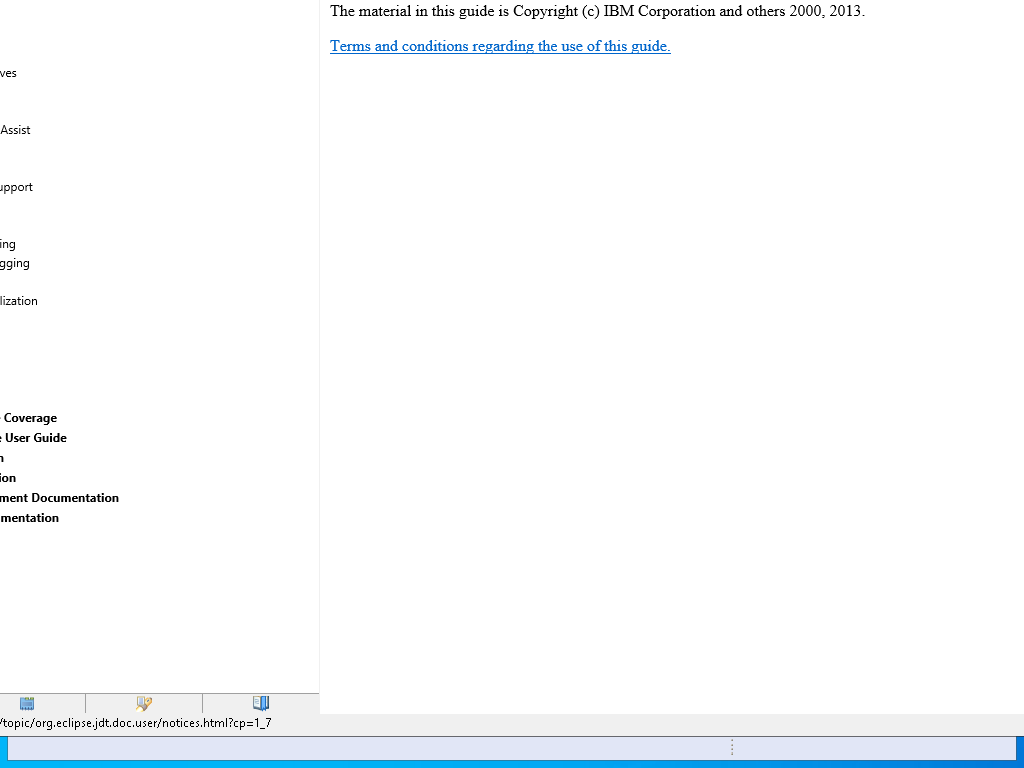 The material in this guide is Copyright (c) IBM Corporation and others 2000, 2013.
Terms and conditions regarding the use of this guide.
ves
Assist
upport
ing
gging
lization
Coverage
e User Guide
n
ion
ment Documentation
mentation
/topic/org.eclipse.jdt.doc.user/notices.html?cp=1_7